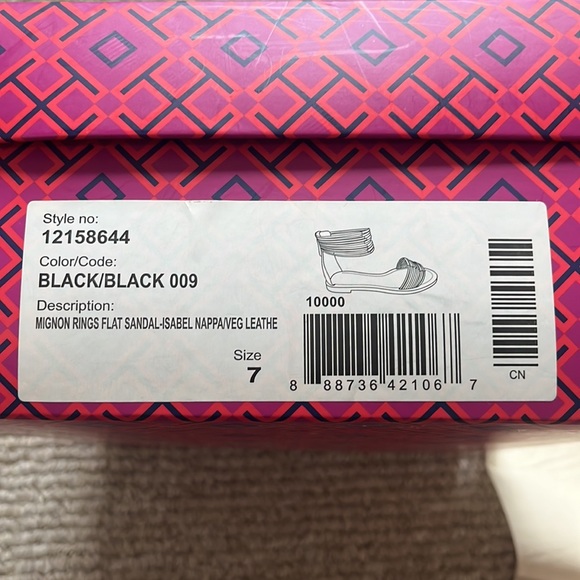 Style no:
12158644
Color/Code:
BLACK/BLACK 009
Description:
MIGNON RINGS FLAT SANDAL-ISABEL NAPPA/VEG LEATHE
Size
7
10000
8 88736 42106 7
CN